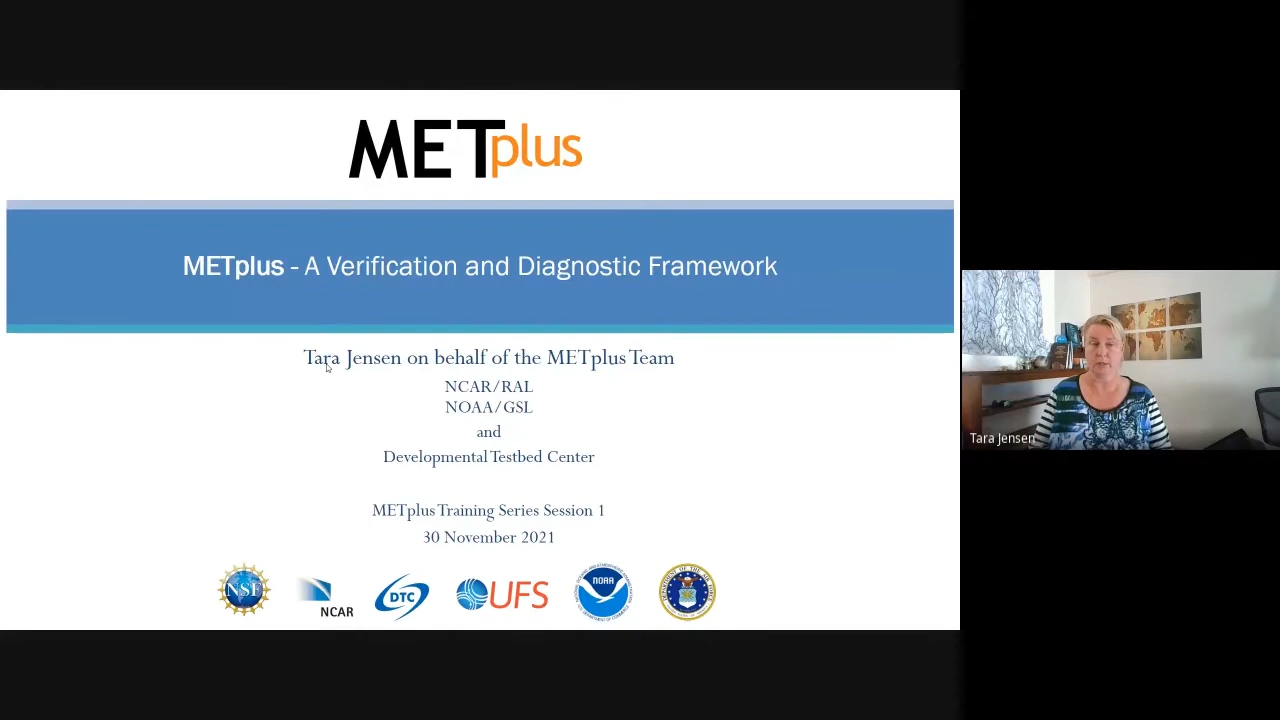 METplus
METplus - A Verification and Diagnostic Framework
Tara Jensen on behalf of the METplus Team
NCAR/RAL
NOAA/GSL
and
Developmental Testbed Center
METplus Training Series Session 1
30 November 2021
NSF
NCAR
DTC
UFS
NOAA
Tara Jensen